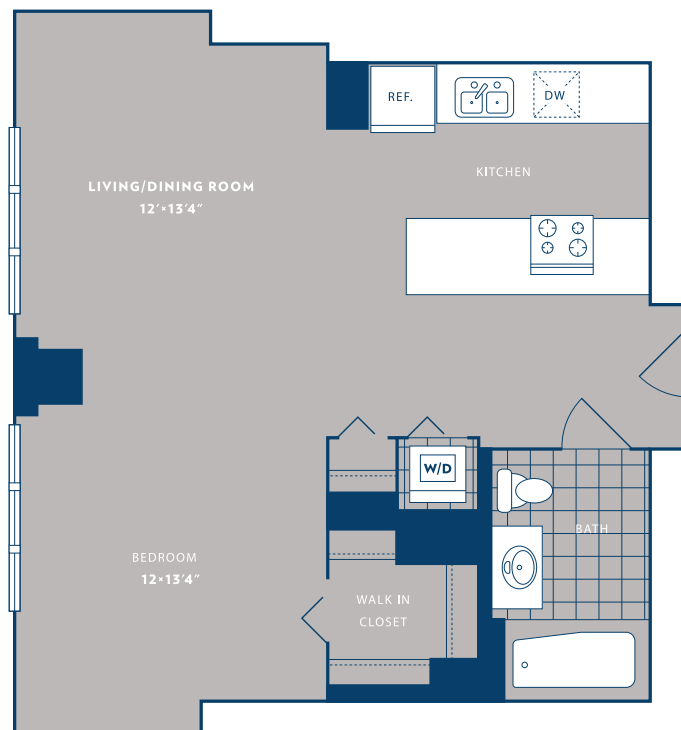 REF.
DW
KITCHEN
LIVING/DINING ROOM
12'×13'4"
W/D
BATH
BEDROOM
12×13'4"
WALK IN
CLOSET